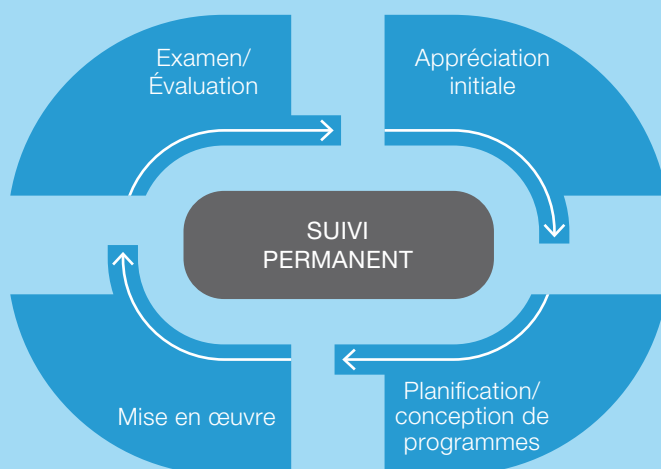 Examen/
Évaluation
Appréciation
initiale
SUIVI
PERMANENT
Mise en œuvre
Planification/
conception de
programmes